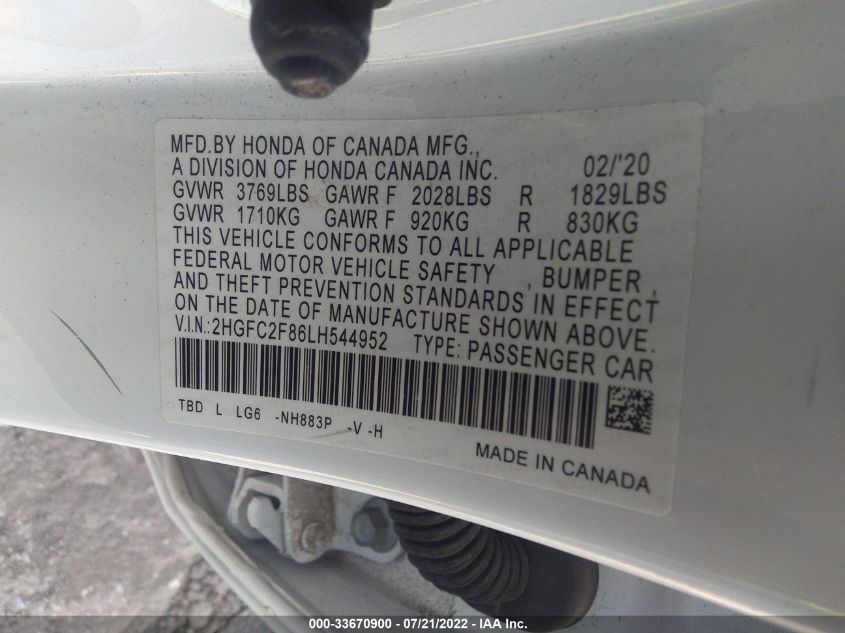 MFD.BY HONDA OF CANADA MFG.,
A DIVISION OF HONDA CANADA INC. 02/'20
GVWR 3769LBS GAWR F 2028LBS R 1829LBS
GVWR 1710KG GAWR F 920KG R 830KG
THIS VEHICLE CONFORMS TO ALL APPLICABLE
FEDERAL MOTOR VEHICLE SAFETY , BUMPER ,
AND THEFT PREVENTION STANDARDS IN EFFECT
ON THE DATE OF MANUFACTURE SHOWN ABOVE.
V.I.N.:2HGFC2F86LH544952 TYPE: PASSENGER CAR
TBD L LG6 -NH883P -V -H
MADE IN CANADA
000-33670900 - 07/21/2022 - IAA, Inc.